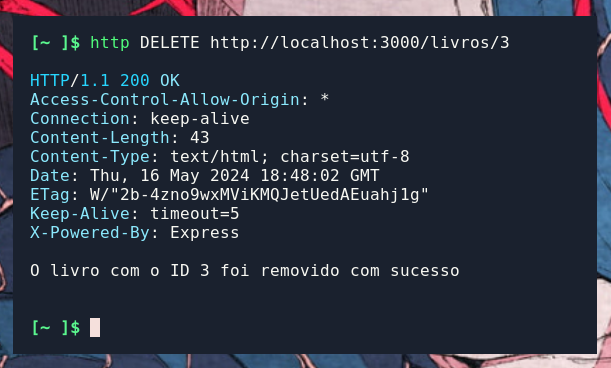 [~ ]$ http DELETE http://localhost:3000/livros/3
HTTP/1.1 200 OK
Access-Control-Allow-Origin: *
Connection: keep-alive
Content-Length: 43
Content-Type: text/html; charset=utf-8
Date: Thu, 16 May 2024 18:48:02 GMT
ETag: W/"2b-4zno9wxMViKMQJetUedAEuahj1g"
Keep-Alive: timeout=5
X-Powered-By: Express
O livro com o ID 3 foi removido com sucesso
[~ ]$